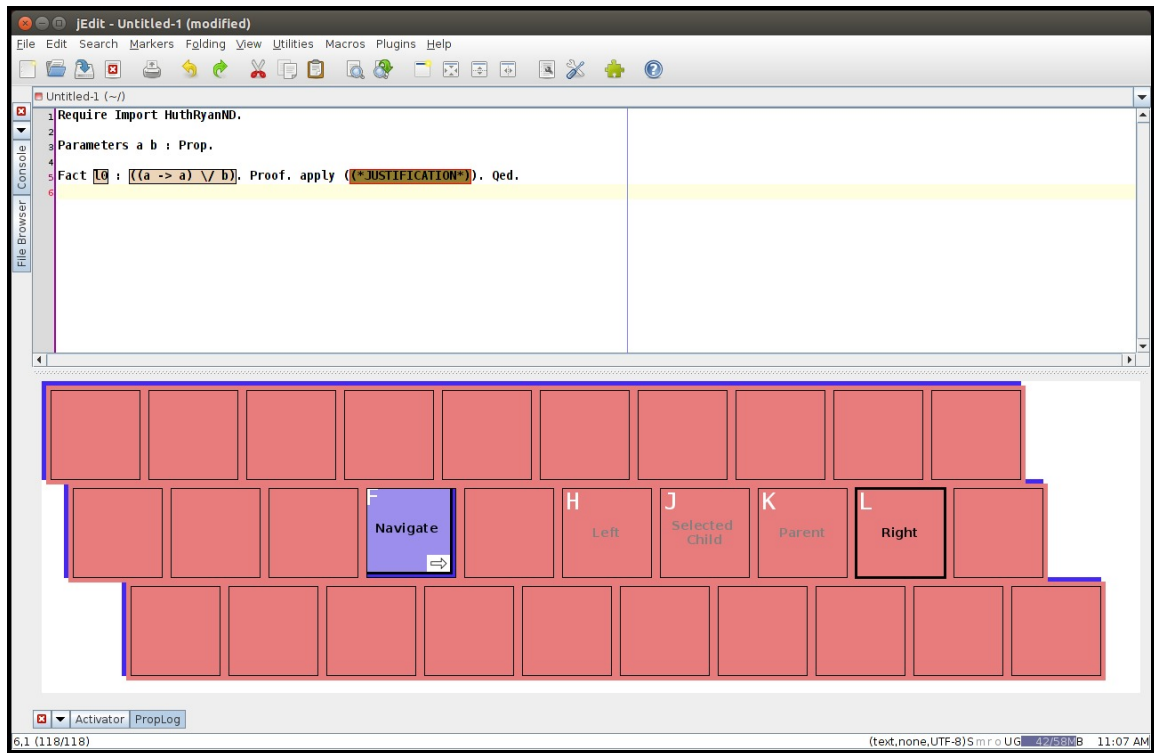 jEdit - Untitled-1 (modified)
File Edit Search Markers Folding View Utilities Macros Plugins Help
Untitled-1 (~/)
Console
File Browser
1 Require Import HuthRyanND.
2
3 Parameters a b : Prop.
4
5 Fact l0 : ((a -> a) \/ b). Proof. apply ((*JUSTIFICATION*)). Qed.
6
F
Navigate
H
Left
J
Selected
Child
K
Parent
L
Right
Activator PropLog
6,1 (118/118)
(text,none,UTF-8)S m r o UG 42/58MB 11:07 AM